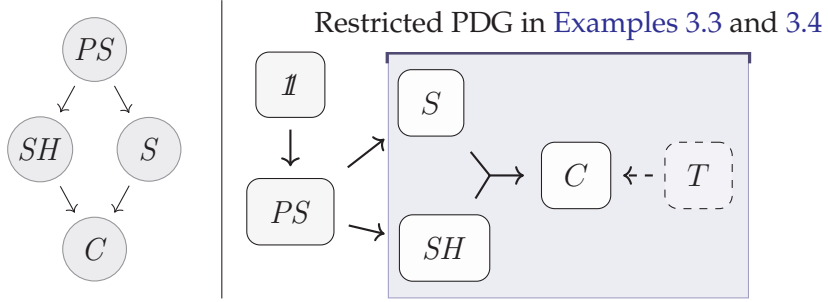 Restricted PDG in Examples 3.3 and 3.4
PS
SH
S
C
𝟙
PS
S
SH
C
T